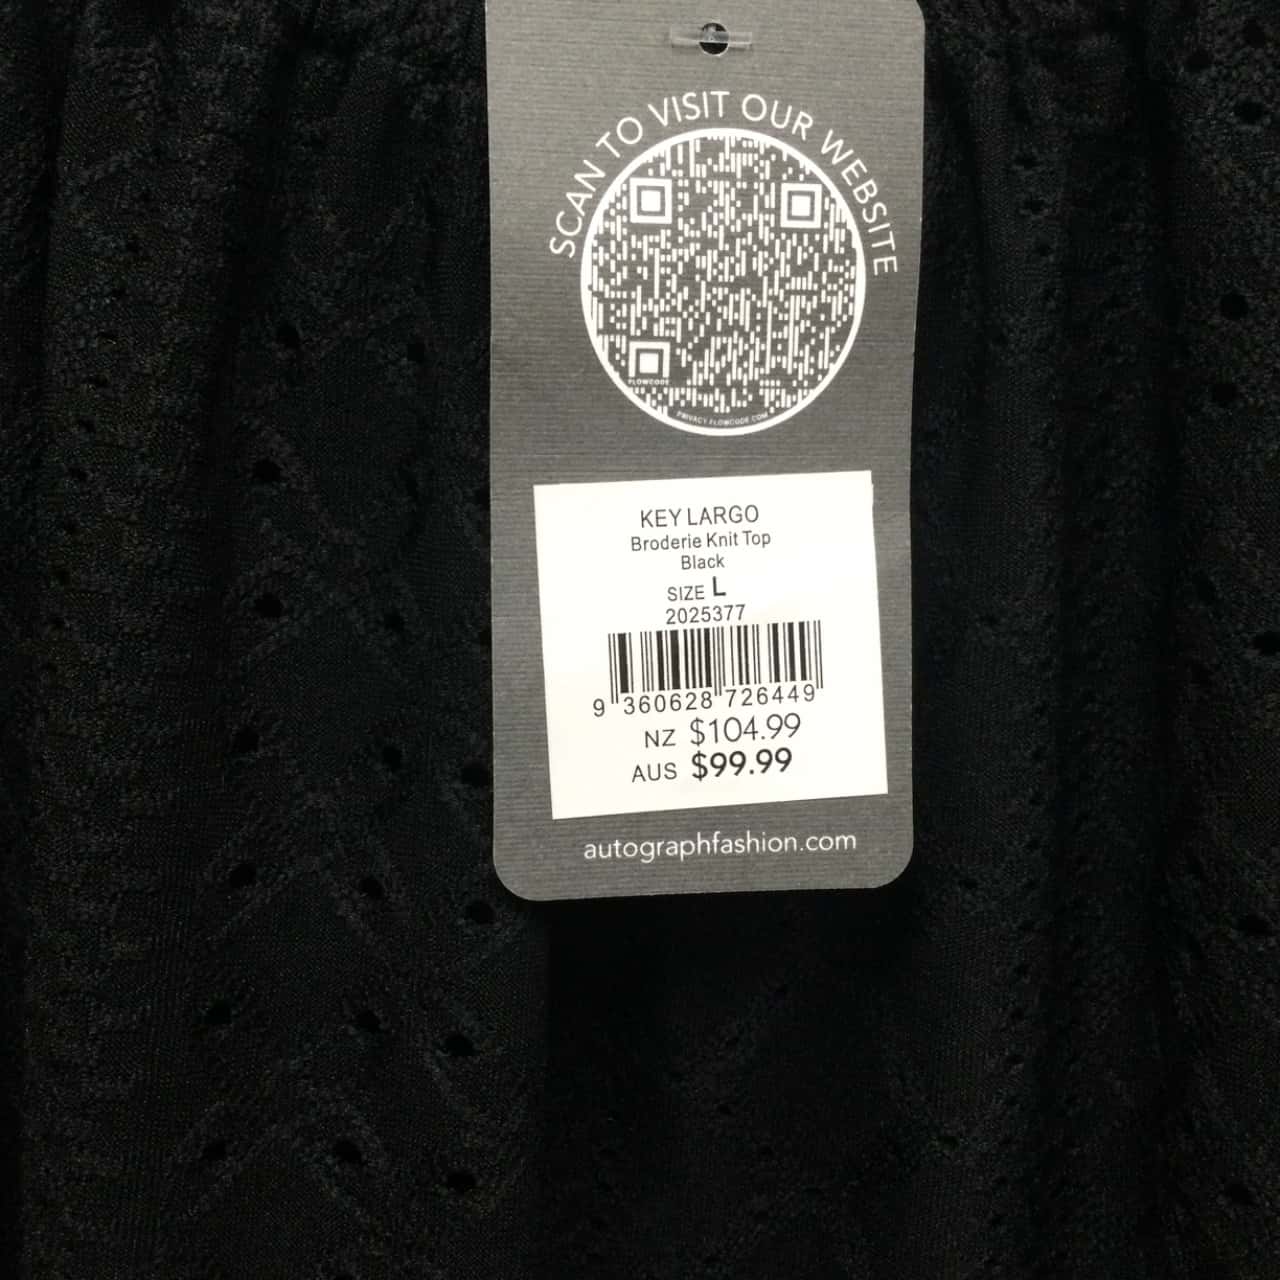 SCAN TO VISIT OUR WEBSITE
FLOWCODE
PRIVACY.FLOWCODE.COM
KEY LARGO
Broderie Knit Top
Black
SIZE L
2025377
9 360628 726449
NZ $104.99
AUS $99.99
autographfashion.com